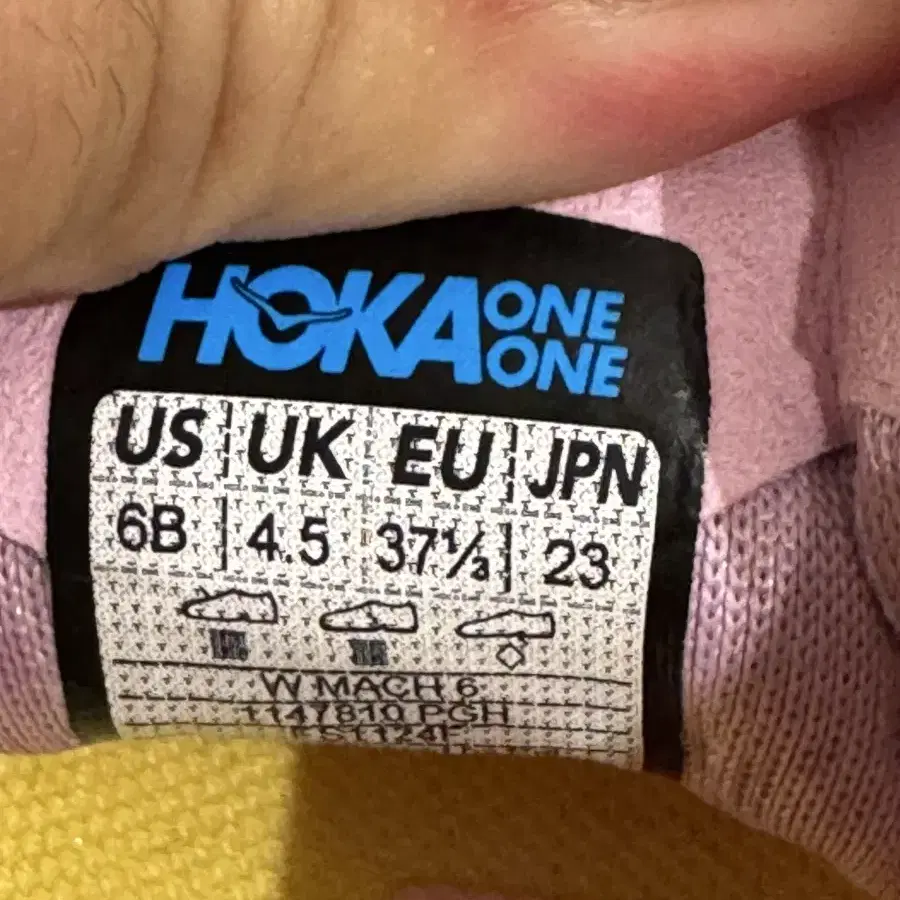 HOKA ONE ONE
US UK EU JPN
6B 4.5 37⅓ 23
W MACH 6
1147810 PGH